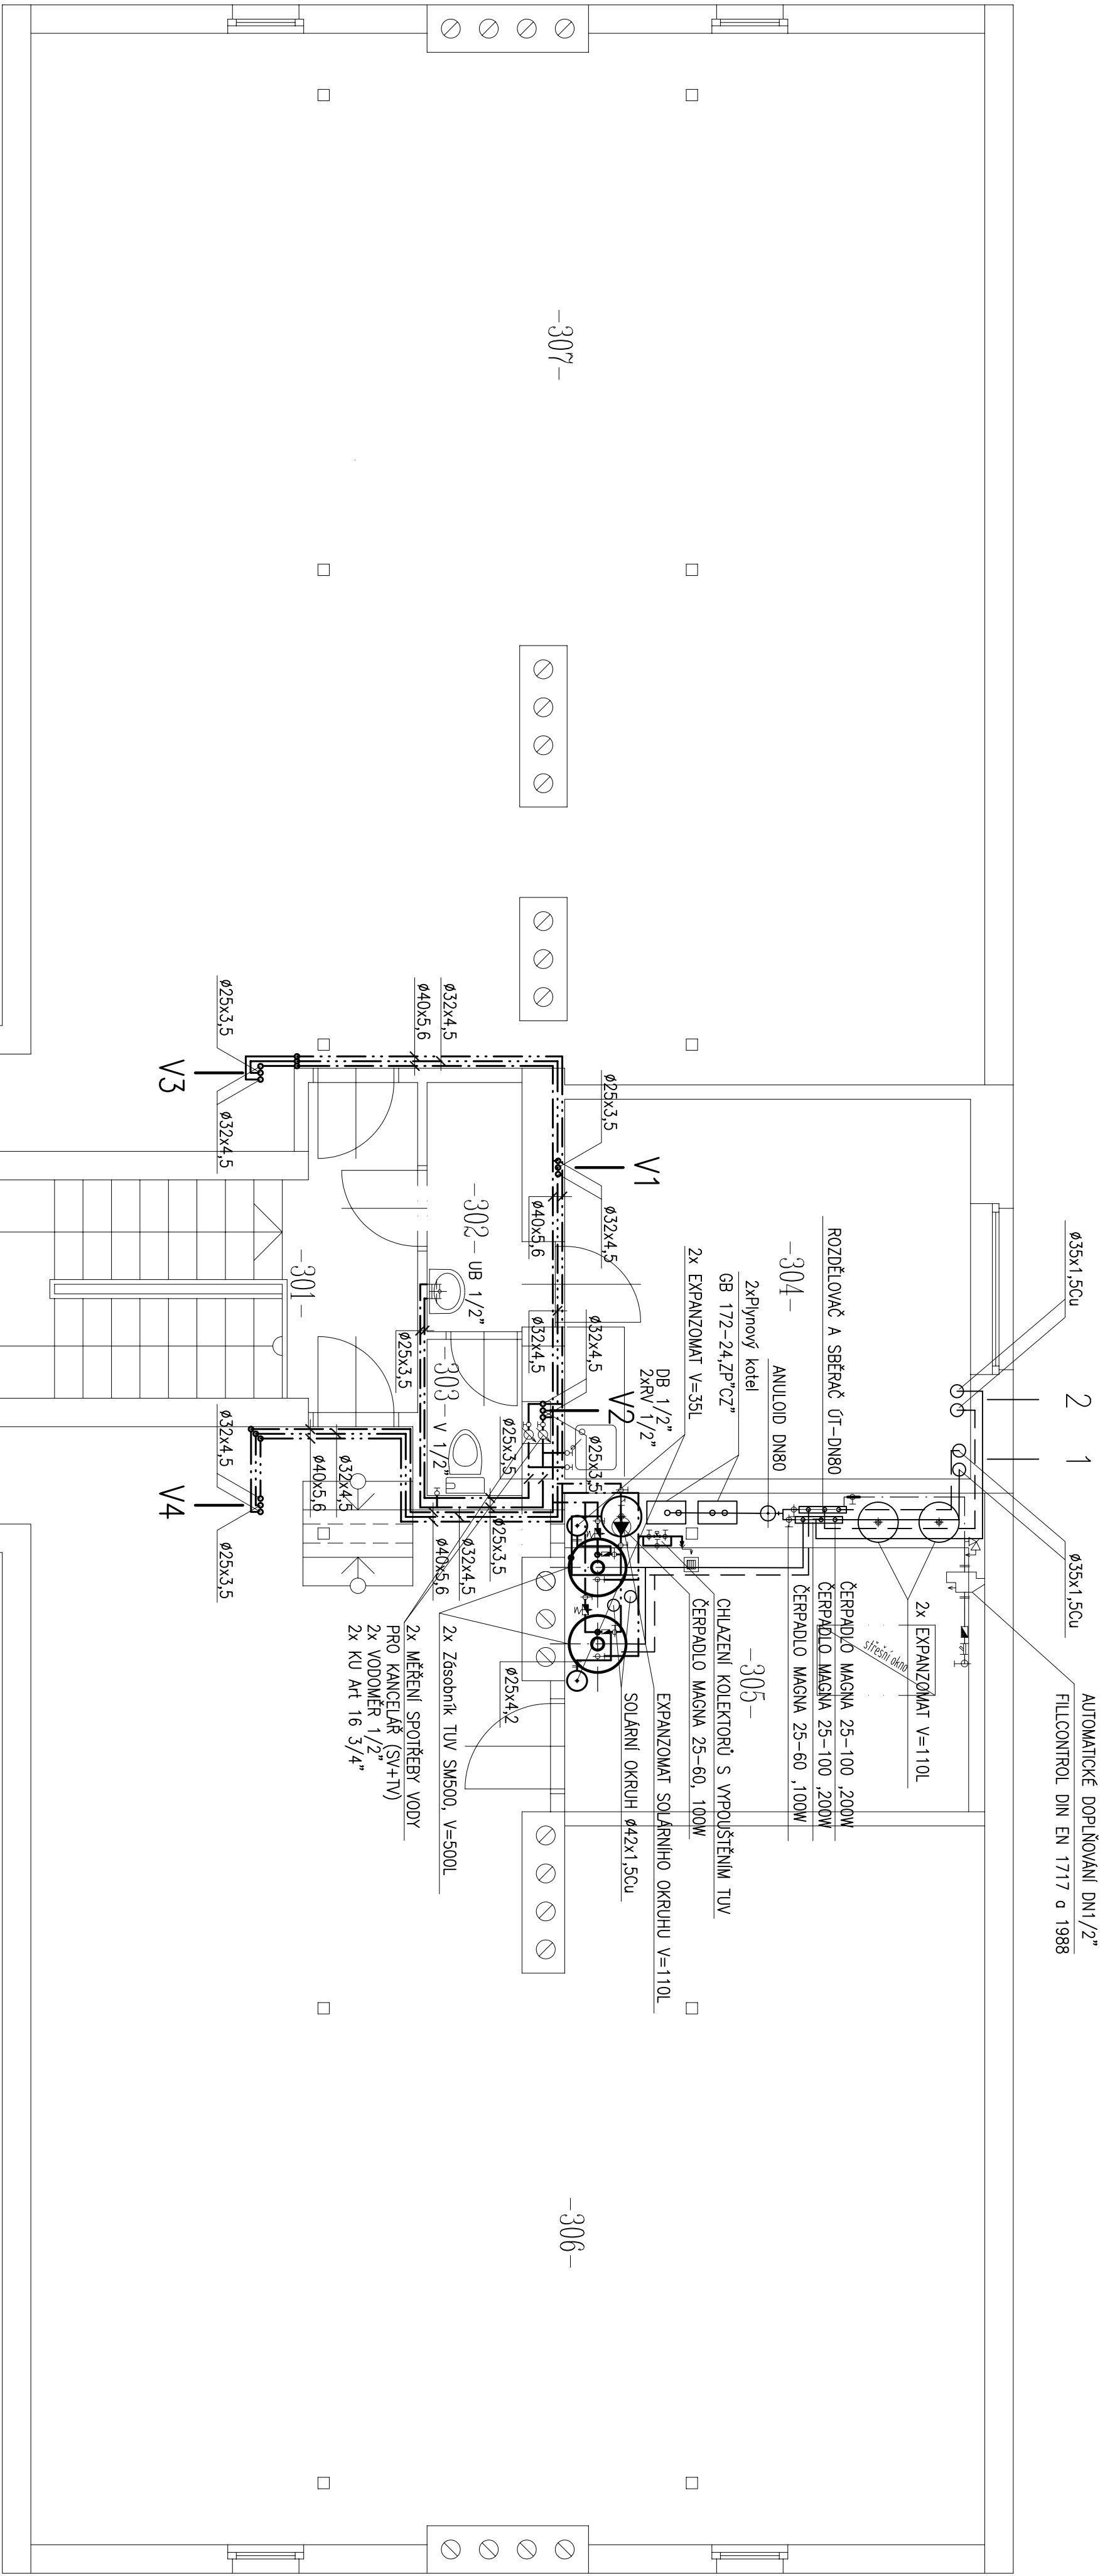 ø35x1,5Cu
2
1
ø35x1,5Cu
AUTOMATICKÉ DOPLŇOVÁNÍ DN1/2"
FILLCONTROL DIN EN 1717 a 1988
-304-
ROZDĚLOVAČ A SBĚRAČ ÚT-DN80
ANULOID DN80
2xPlynový kotel
GB 172-24,ZP"CZ"
2x EXPANZOMAT V=35L
DB 1/2"
2xRV 1/2"
2x EXPANZOMAT V=110L
střešní okno
ČERPADLO MAGNA 25-100 ,200W
ČERPADLO MAGNA 25-100 ,200W
ČERPADLO MAGNA 25-60 ,100W
-305-
CHLAZENÍ KOLEKTORŮ S VYPOUŠTĚNÍM TUV
ČERPADLO MAGNA 25-60, 100W
EXPANZOMAT SOLÁRNÍHO OKRUHU V=110L
SOLÁRNÍ OKRUH ø42x1,5Cu
-307-
V1
ø25x3,5
ø32x4,5
ø40x5,6
V2
ø32x4,5
ø32x4,5
ø25x3,5
ø25x3,5
-306-
ø32x4,5
ø40x5,6
-302-
UB 1/2"
-303-
V 1/2"
ø25x3,5
ø25x3,5
ø32x4,5
ø40x5,6
ø25x4,2
2x Zásobník TUV SM500, V=500L
2x MĚŘENÍ SPOTŘEBY VODY
PRO KANCELÁŘ (SV+TV)
2x VODOMĚR 1/2"
2x KU Art 16 3/4"
-301-
ø32x4,5
ø40x5,6
ø25x3,5
ø32x4,5
V3
ø32x4,5
ø25x3,5
V4